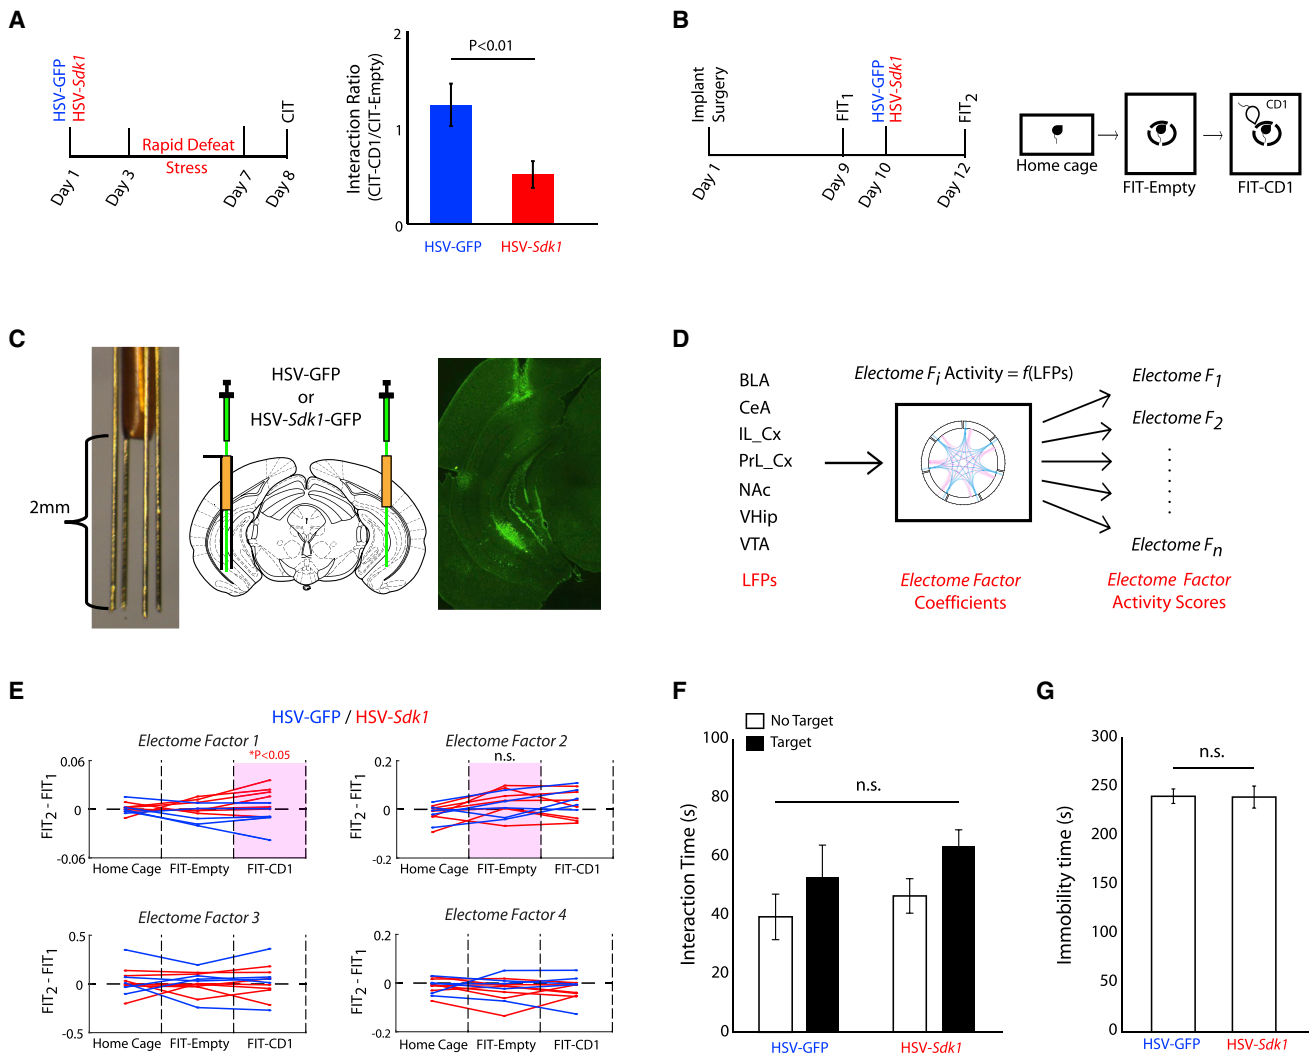 A
HSV-GFP
HSV-Sdk1
CIT
Rapid Defeat
Stress
Day 1
Day 3
Day 7
Day 8
Interaction Ratio
(CIT-CD1/CIT-Empty)
2
1
0
P<0.01
HSV-GFP
HSV-Sdk1
B
Implant
Surgery
FIT1
HSV-GFP
HSV-Sdk1
FIT2
Day 1
Day 9
Day 10
Day 12
Home cage
FIT-Empty
CD1
FIT-CD1
C
2mm
HSV-GFP
or
HSV-Sdk1-GFP
D
BLA
CeA
IL_Cx
PrL_Cx
NAc
VHip
VTA
LFPs
Electome Fi Activity = f(LFPs)
Electome Factor
Coefficients
Electome F1
Electome F2
Electome Fn
Electome Factor
Activity Scores
E
HSV-GFP / HSV-Sdk1
Electome Factor 1
*P<0.05
FIT2 - FIT1
0.06
0
-0.06
Home Cage FIT-Empty FIT-CD1
Electome Factor 2
n.s.
FIT2 - FIT1
0.2
0
-0.2
Home Cage FIT-Empty FIT-CD1
Electome Factor 3
FIT2 - FIT1
0.5
0
-0.5
Home Cage FIT-Empty FIT-CD1
Electome Factor 4
FIT2 - FIT1
0.2
0
-0.2
Home Cage FIT-Empty FIT-CD1
F
No Target
Target
Interaction Time (s)
100
80
60
40
20
0
n.s.
HSV-GFP
HSV-Sdk1
G
Immobility time (s)
300
250
200
150
100
50
0
n.s.
HSV-GFP
HSV-Sdk1